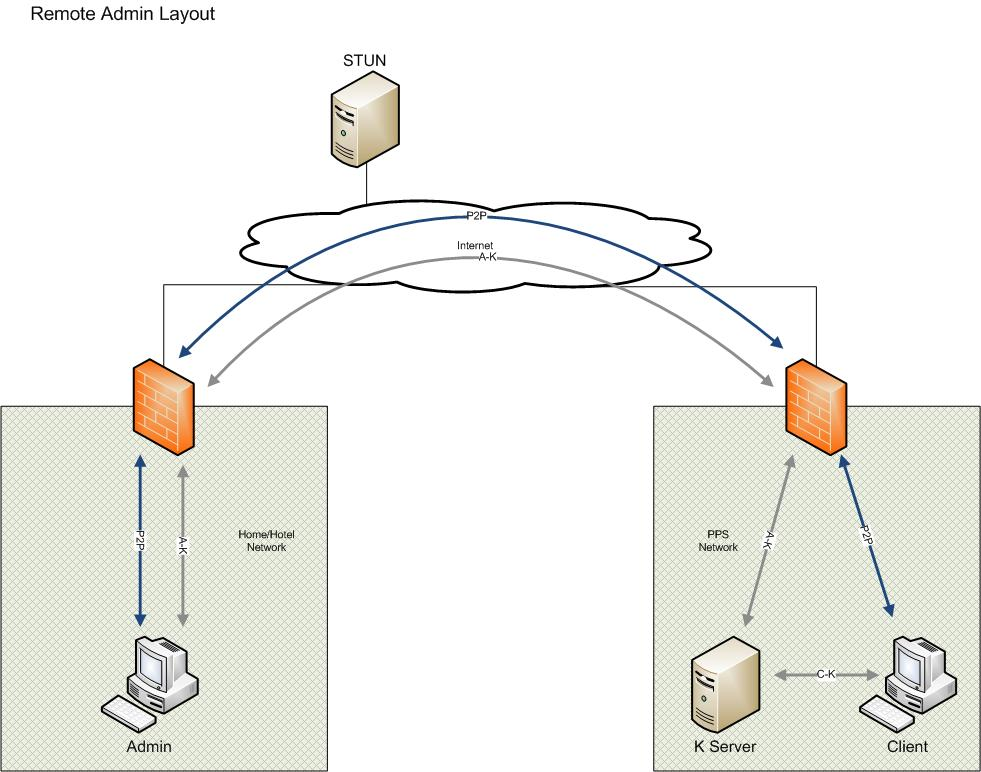 Remote Admin Layout
STUN
P2P
Internet
A-K
P2P
A-K
Home/Hotel
Network
Admin
PPS
Network
A-K
P2P
C-K
K Server
Client